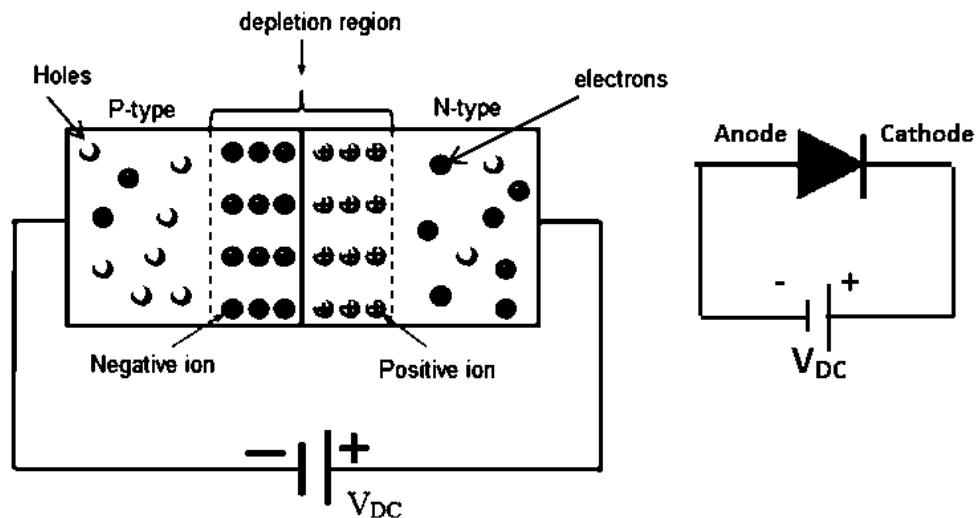 depletion region
Holes
electrons
P-type
N-type
Negative ion
Positive ion
− +
VDC
Anode Cathode
- +
VDC